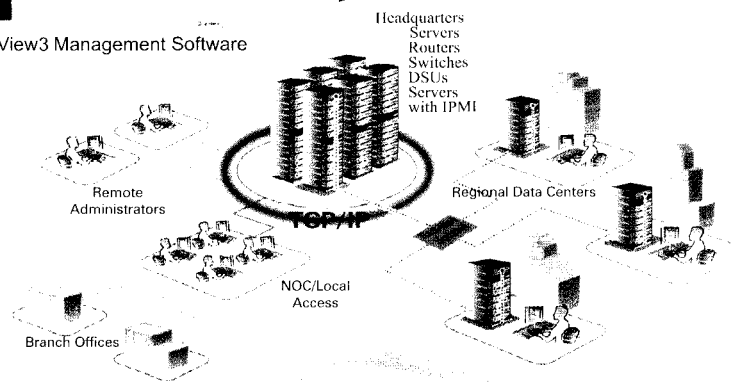 View3 Management Software
Headquarters
Servers
Routers
Switches
DSUs
Servers
with IPMI
Remote
Administrators
Regional Data Centers
TCP/IP
NOC/Local
Access
Branch Offices